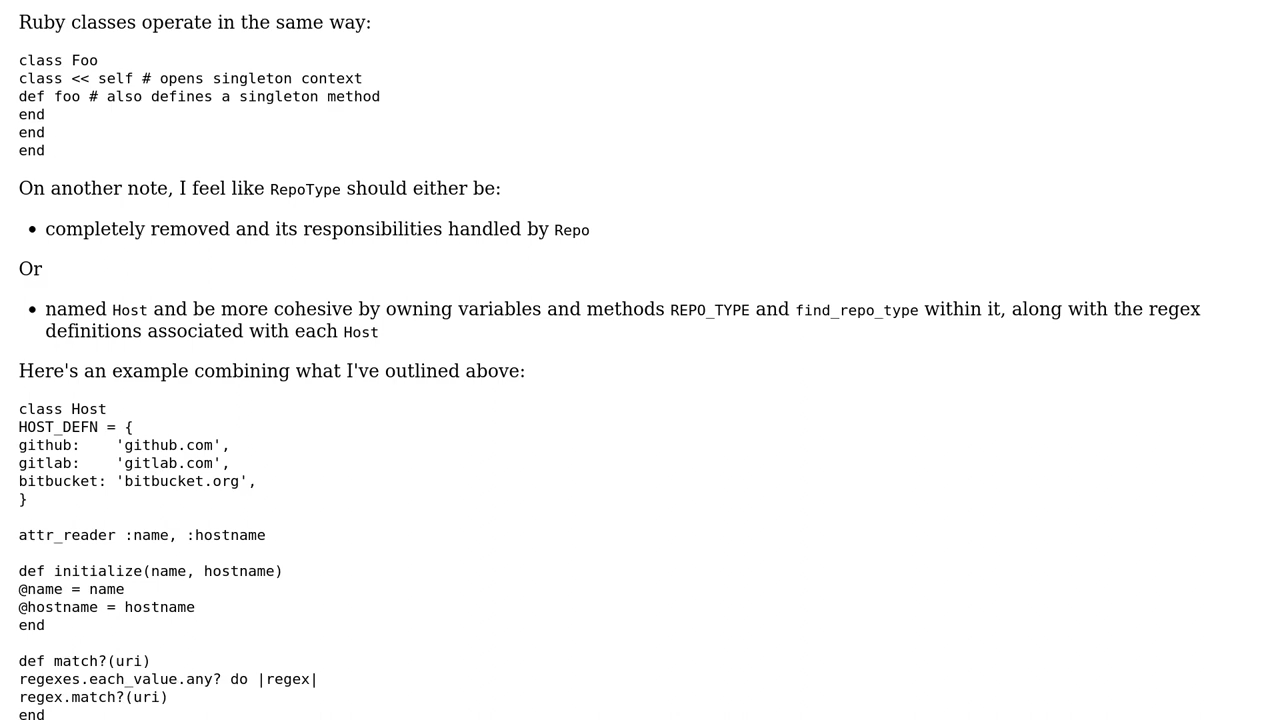 Ruby classes operate in the same way:
class Foo
class << self # opens singleton context
def foo # also defines a singleton method
end
end
end
On another note, I feel like RepoType should either be:
• completely removed and its responsibilities handled by Repo
Or
• named Host and be more cohesive by owning variables and methods REPO_TYPE and find_repo_type within it, along with the regex
definitions associated with each Host
Here's an example combining what I've outlined above:
class Host
HOST_DEFN = {
github:    'github.com',
gitlab:    'gitlab.com',
bitbucket: 'bitbucket.org',
}
attr_reader :name, :hostname
def initialize(name, hostname)
@name = name
@hostname = hostname
end
def match?(uri)
regexes.each_value.any? do |regex|
regex.match?(uri)
end